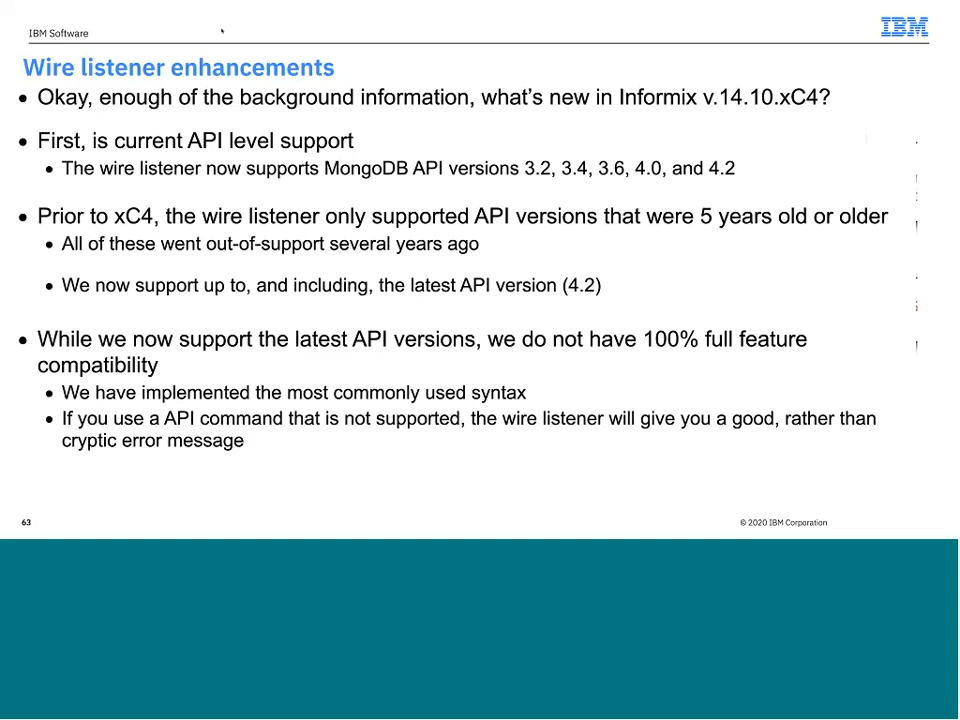 IBM Software
IBM
Wire listener enhancements
• Okay, enough of the background information, what's new in Informix v.14.10.xC4?
• First, is current API level support
• The wire listener now supports MongoDB API versions 3.2, 3.4, 3.6, 4.0, and 4.2
• Prior to xC4, the wire listener only supported API versions that were 5 years old or older
• All of these went out-of-support several years ago
• We now support up to, and including, the latest API version (4.2)
• While we now support the latest API versions, we do not have 100% full feature
compatibility
• We have implemented the most commonly used syntax
• If you use a API command that is not supported, the wire listener will give you a good, rather than
cryptic error message
63
© 2020 IBM Corporation